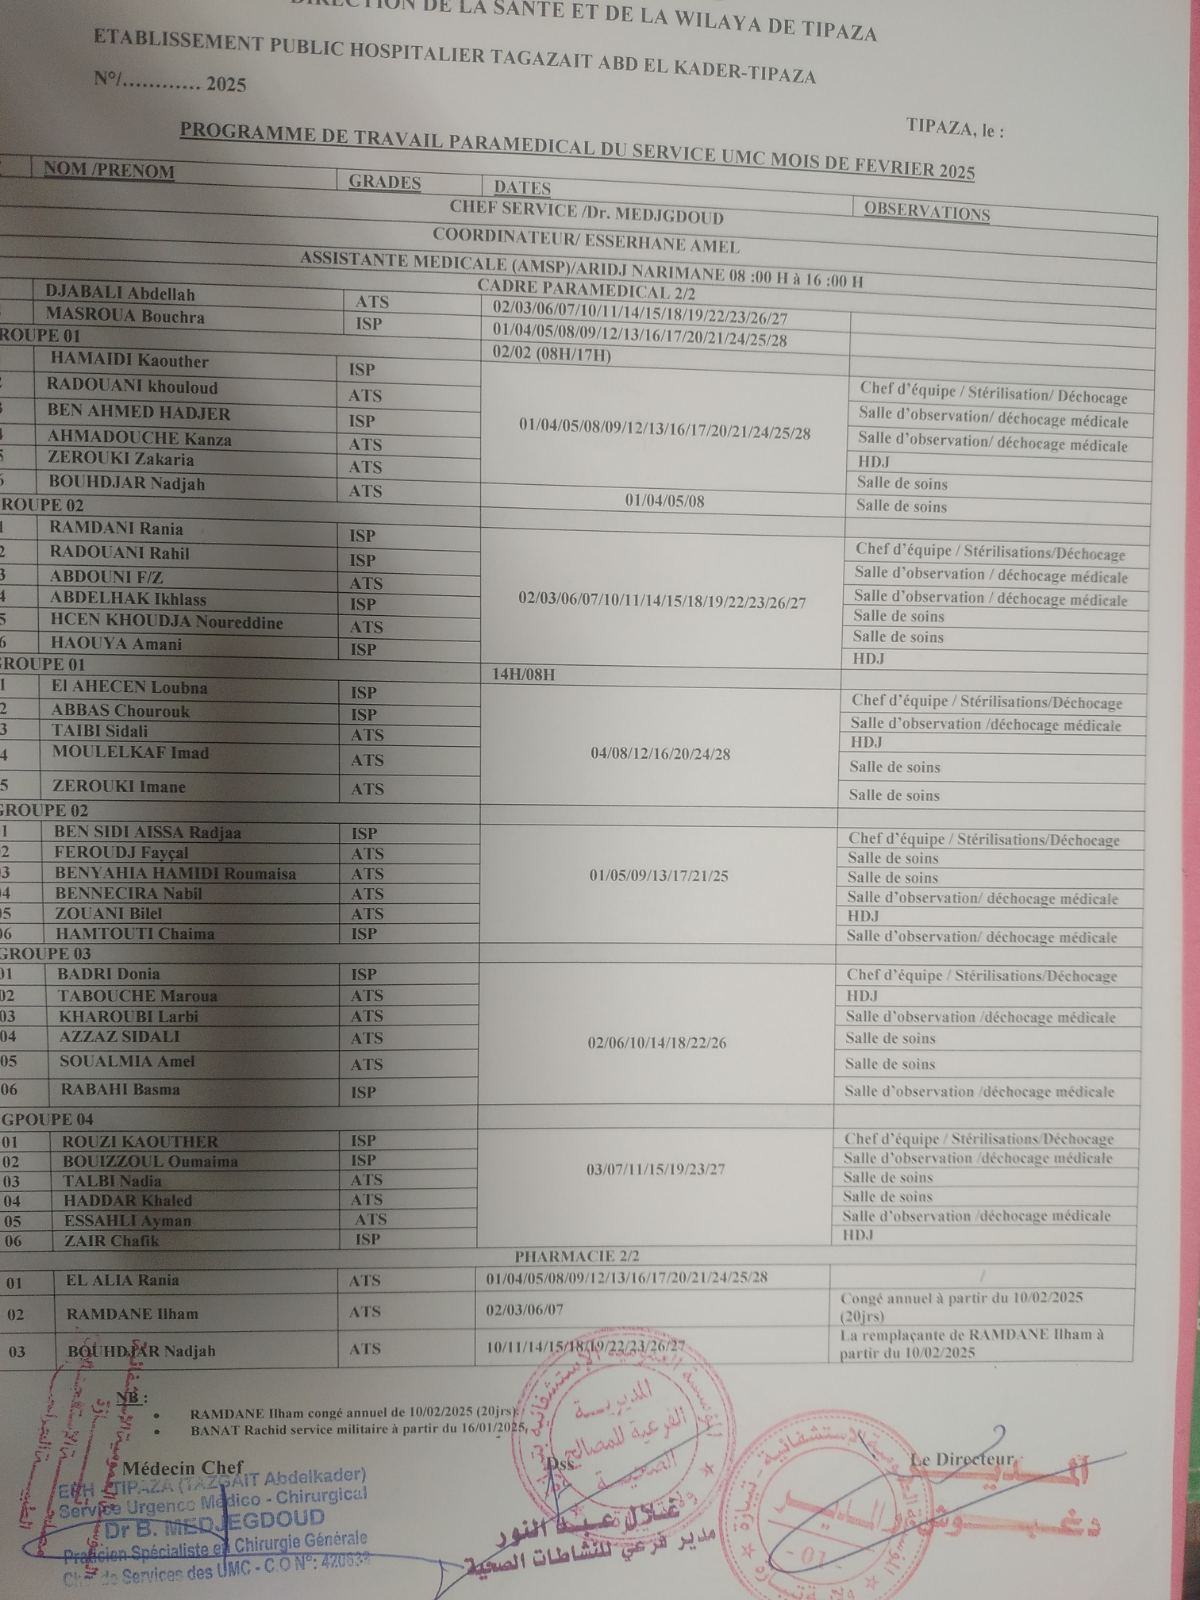 DIRECTION DE LA SANTE ET DE LA WILAYA DE TIPAZA
ETABLISSEMENT PUBLIC HOSPITALIER TAGAZAIT ABD EL KADER-TIPAZA
N°/............ 2025
TIPAZA, le :
PROGRAMME DE TRAVAIL PARAMEDICAL DU SERVICE UMC MOIS DE FEVRIER 2025
NOM /PRENOM GRADES DATES OBSERVATIONS
CHEF SERVICE /Dr. MEDJGDOUD
COORDINATEUR/ ESSERHANE AMEL
ASSISTANTE MEDICALE (AMSP)/ARIDJ NARIMANE 08 :00 H à 16 :00 H
CADRE PARAMEDICAL 2/2
DJABALI Abdellah ATS 02/03/06/07/10/11/14/15/18/19/22/23/26/27
MASROUA Bouchra ISP 01/04/05/08/09/12/13/16/17/20/21/24/25/28
ROUPE 01 02/02 (08H/17H)
HAMAIDI Kaouther ISP Chef d'équipe / Stérilisation/ Déchocage
2 RADOUANI khouloud ATS Salle d'observation/ déchocage médicale
3 BEN AHMED HADJER ISP 01/04/05/08/09/12/13/16/17/20/21/24/25/28 Salle d'observation/ déchocage médicale
4 AHMADOUCHE Kanza ATS HDJ
5 ZEROUKI Zakaria ATS Salle de soins
6 BOUHDJAR Nadjah ATS 01/04/05/08 Salle de soins
ROUPE 02
1 RAMDANI Rania ISP Chef d'équipe / Stérilisations/Déchocage
2 RADOUANI Rahil ISP Salle d'observation / déchocage médicale
3 ABDOUNI F/Z ATS 02/03/06/07/10/11/14/15/18/19/22/23/26/27 Salle d'observation / déchocage médicale
4 ABDELHAK Ikhlass ISP Salle de soins
5 HCEN KHOUDJA Noureddine ATS Salle de soins
6 HAOUYA Amani ISP HDJ
GROUPE 01 14H/08H
1 El AHECEN Loubna ISP Chef d'équipe / Stérilisations/Déchocage
2 ABBAS Chourouk ISP Salle d'observation /déchocage médicale
3 TAIBI Sidali ATS 04/08/12/16/20/24/28 HDJ
4 MOULELKAF Imad ATS Salle de soins
5 ZEROUKI Imane ATS Salle de soins
GROUPE 02
01 BEN SIDI AISSA Radjaa ISP Chef d'équipe / Stérilisations/Déchocage
02 FEROUDJ Fayçal ATS Salle de soins
03 BENYAHIA HAMIDI Roumaisa ATS 01/05/09/13/17/21/25 Salle de soins
04 BENNECIRA Nabil ATS Salle d'observation/ déchocage médicale
05 ZOUANI Bilel ATS HDJ
06 HAMTOUTI Chaima ISP Salle d'observation/ déchocage médicale
GROUPE 03
01 BADRI Donia ISP Chef d'équipe / Stérilisations/Déchocage
02 TABOUCHE Maroua ATS HDJ
03 KHAROUBI Larbi ATS Salle d'observation /déchocage médicale
04 AZZAZ SIDALI ATS 02/06/10/14/18/22/26 Salle de soins
05 SOUALMIA Amel ATS Salle de soins
06 RABAHI Basma ISP Salle d'observation /déchocage médicale
GPOUPE 04
01 ROUZI KAOUTHER ISP Chef d'équipe / Stérilisations/Déchocage
02 BOUIZZOUL Oumaima ISP 03/07/11/15/19/23/27 Salle d'observation /déchocage médicale
03 TALBI Nadia ATS Salle de soins
04 HADDAR Khaled ATS Salle de soins
05 ESSAHLI Ayman ATS Salle d'observation /déchocage médicale
06 ZAIR Chafik ISP HDJ
PHARMACIE 2/2
01 EL ALIA Rania ATS 01/04/05/08/09/12/13/16/17/20/21/24/25/28 /
02 RAMDANE Ilham ATS 02/03/06/07 Congé annuel à partir du 10/02/2025
(20jrs)
03 BOUHDJAR Nadjah ATS 10/11/14/15/18/19/22/23/26/27 La remplaçante de RAMDANE Ilham à
partir du 10/02/2025
NB :
• RAMDANE Ilham congé annuel de 10/02/2025 (20jrs).
• BANAT Rachid service militaire à partir du 16/01/2025.
Médecin Chef Dss Le Directeur
EPH TIPAZA (TAZGAIT Abdelkader)
Service Urgence Médico - Chirurgical
Dr B. MEDJEGDOUD
Praticien Spécialiste en Chirurgie Générale
Chef de Services des UMC - C.O N°:
المديرية
الفرعية للمصالح
الصحية
مدير فرعي للنشاطات الصحية
المدير
- 01 -
المديـر